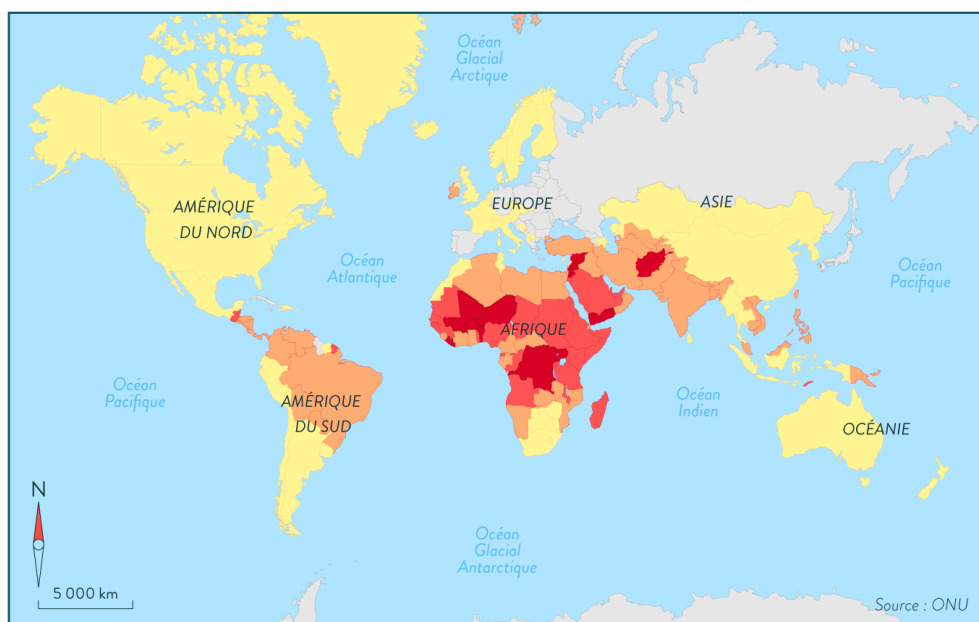 Océan
Glacial
Arctique
AMÉRIQUE
DU NORD
EUROPE
ASIE
Océan
Atlantique
Océan
Pacifique
AFRIQUE
Océan
Pacifique
AMÉRIQUE
DU SUD
Océan
Indien
OCÉANIE
N
Océan
Glacial
Antarctique
5 000 km
Source : ONU